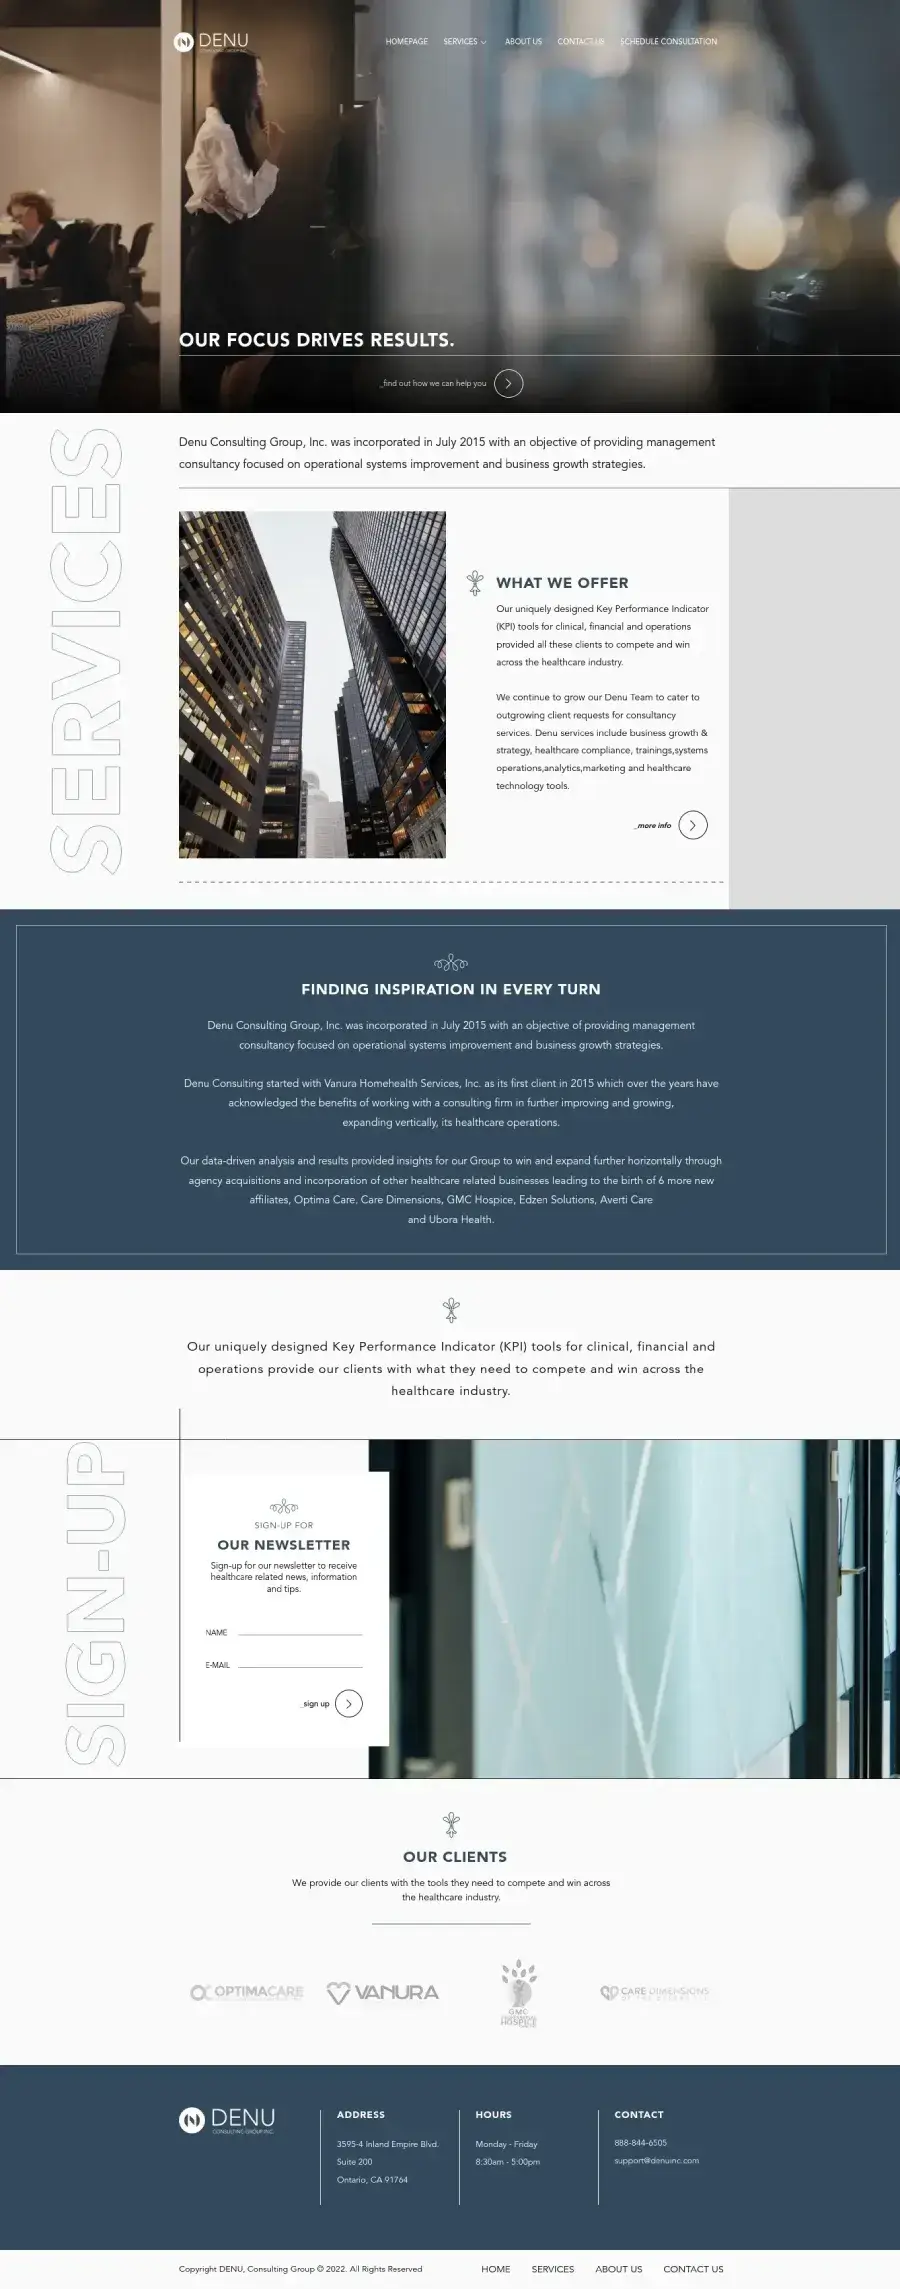 DENU
CONSULTING GROUP INC.
HOMEPAGE SERVICES ABOUT US CONTACT US SCHEDULE CONSULTATION
OUR FOCUS DRIVES RESULTS.
_find out how we can help you
SERVICES
Denu Consulting Group, Inc. was incorporated in July 2015 with an objective of providing management
consultancy focused on operational systems improvement and business growth strategies.
WHAT WE OFFER
Our uniquely designed Key Performance Indicator
(KPI) tools for clinical, financial and operations
provided all these clients to compete and win
across the healthcare industry.
We continue to grow our Denu Team to cater to
outgrowing client requests for consultancy
services. Denu services include business growth &
strategy, healthcare compliance, trainings,systems
operations,analytics,marketing and healthcare
technology tools.
_more info
FINDING INSPIRATION IN EVERY TURN
Denu Consulting Group, Inc. was incorporated in July 2015 with an objective of providing management
consultancy focused on operational systems improvement and business growth strategies.
Denu Consulting started with Vanura Homehealth Services, Inc. as its first client in 2015 which over the years have
acknowledged the benefits of working with a consulting firm in further improving and growing,
expanding vertically, its healthcare operations.
Our data-driven analysis and results provided insights for our Group to win and expand further horizontally through
agency acquisitions and incorporation of other healthcare related businesses leading to the birth of 6 more new
affiliates, Optima Care, Care Dimensions, GMC Hospice, Edzen Solutions, Averti Care
and Ubora Health.
Our uniquely designed Key Performance Indicator (KPI) tools for clinical, financial and
operations provide our clients with what they need to compete and win across the
healthcare industry.
SIGN-UP
SIGN-UP FOR
OUR NEWSLETTER
Sign-up for our newsletter to receive
healthcare related news, information
and tips.
NAME
E-MAIL
_sign up
OUR CLIENTS
We provide our clients with the tools they need to compete and win across
the healthcare industry.
OPTIMACARE
VANURA
GMC
HOSPICE
CARE DIMENSIONS
DENU
CONSULTING GROUP INC.
ADDRESS
3595-4 Inland Empire Blvd.
Suite 200
Ontario, CA 91764
HOURS
Monday - Friday
8:30am - 5:00pm
CONTACT
888-844-6505
support@denuinc.com
Copyright DENU, Consulting Group © 2022. All Rights Reserved
HOME SERVICES ABOUT US CONTACT US